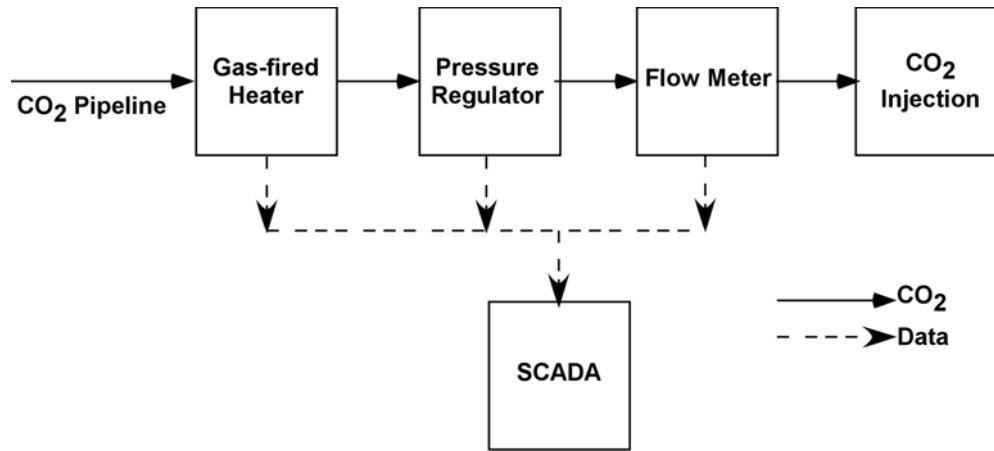 CO2 Pipeline
Gas-fired
Heater
Pressure
Regulator
Flow Meter
CO2
Injection
SCADA
CO2
Data